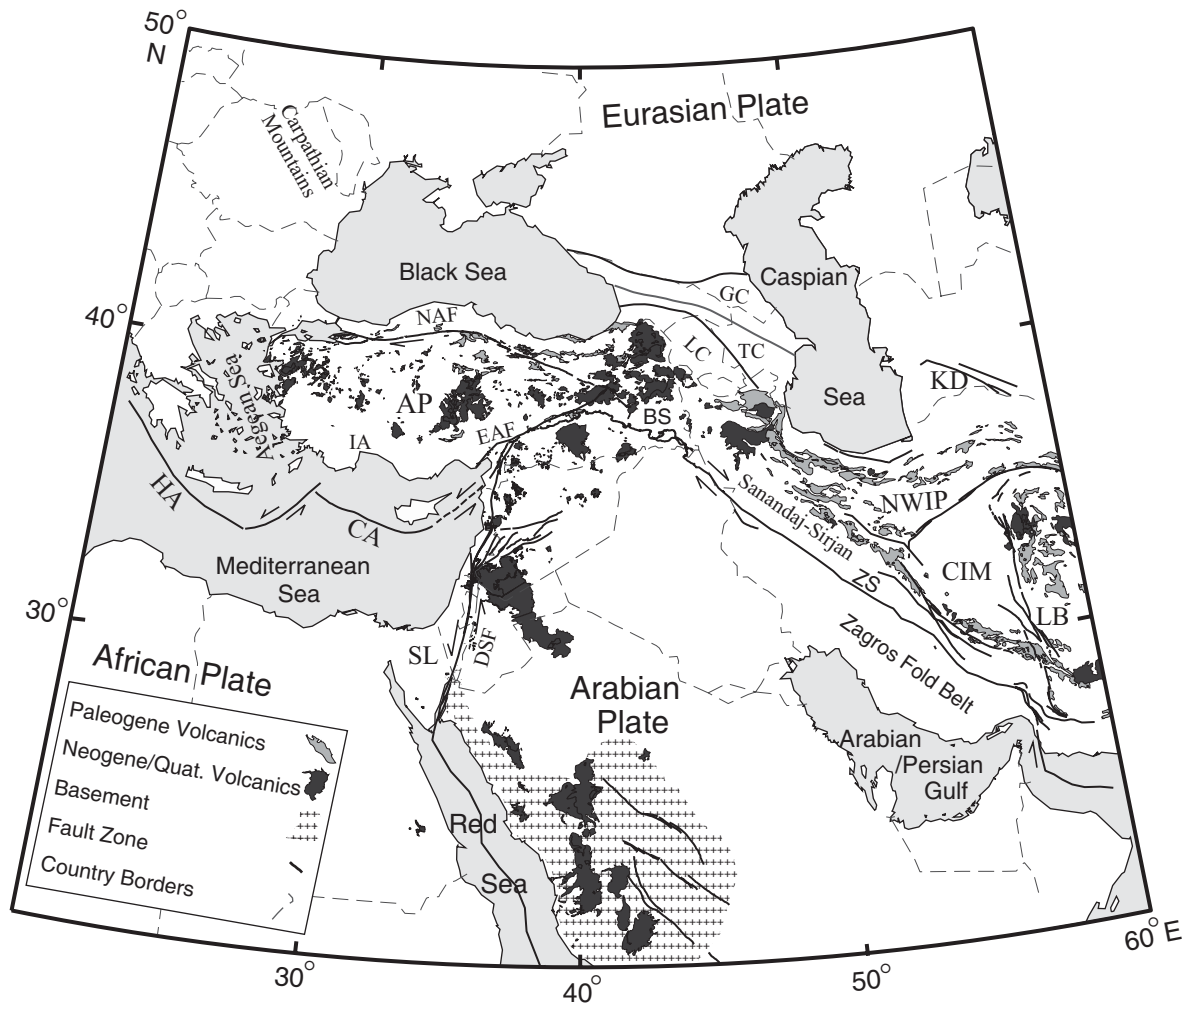 50° N
Eurasian Plate
Carpathian
Mountains
Black Sea
Caspian
Sea
GC
NAF
40°
LC
TC
Aegean Sea
KD
AP
BS
EAF
IA
HA
CA
NWIP
Sanandaj-Sirjan
Mediterranean
Sea
ZS
CIM
30°
LB
SL
DSF
Zagros Fold Belt
African Plate
Arabian
Plate
Arabian
/Persian
Gulf
Paleogene Volcanics
Neogene/Quat. Volcanics
Basement
Fault Zone
Country Borders
Red
Sea
30°
40°
50°
60° E